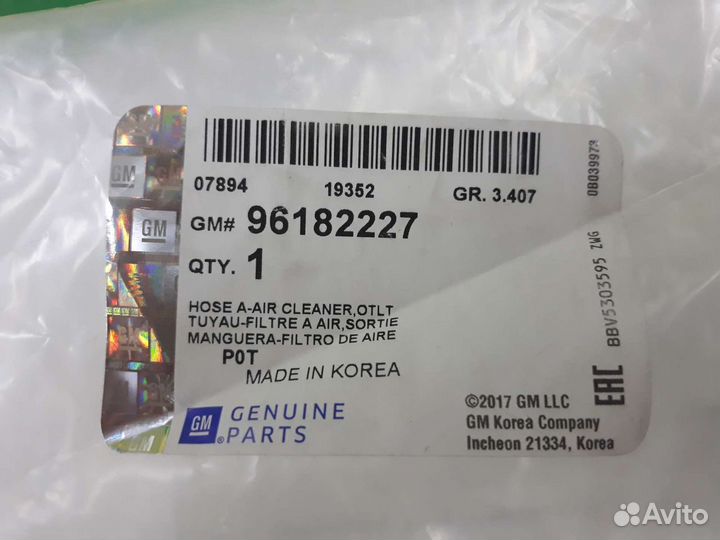 07894 19352 GR. 3.407
GM# 96182227
QTY. 1
HOSE A-AIR CLEANER,OTLT
TUYAU-FILTRE A AIR,SORTIE
MANGUERA-FILTRO DE AIRE
P0T
MADE IN KOREA
GM GENUINE
®PARTS
©2017 GM LLC
GM Korea Company
Incheon 21334, Korea
EAC
BBV5303595 ZWG 0B03997A
GM
GM
GM
Avito